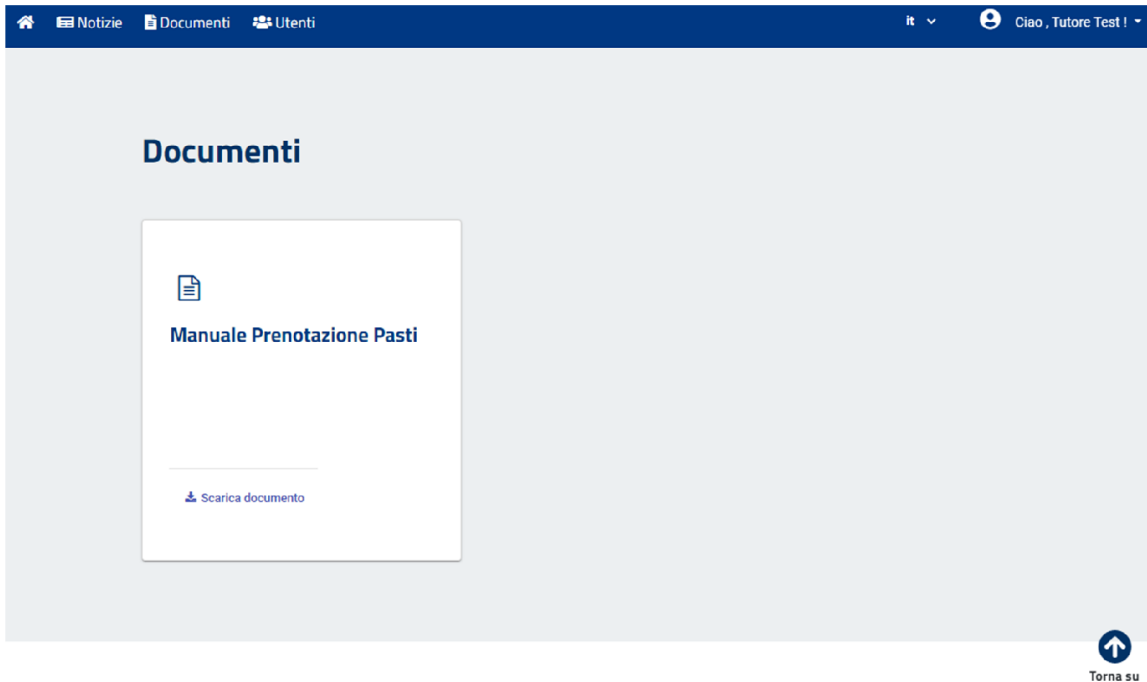 Notizie Documenti Utenti it Ciao , Tutore Test !
Documenti
Manuale Prenotazione Pasti
Scarica documento
Torna su